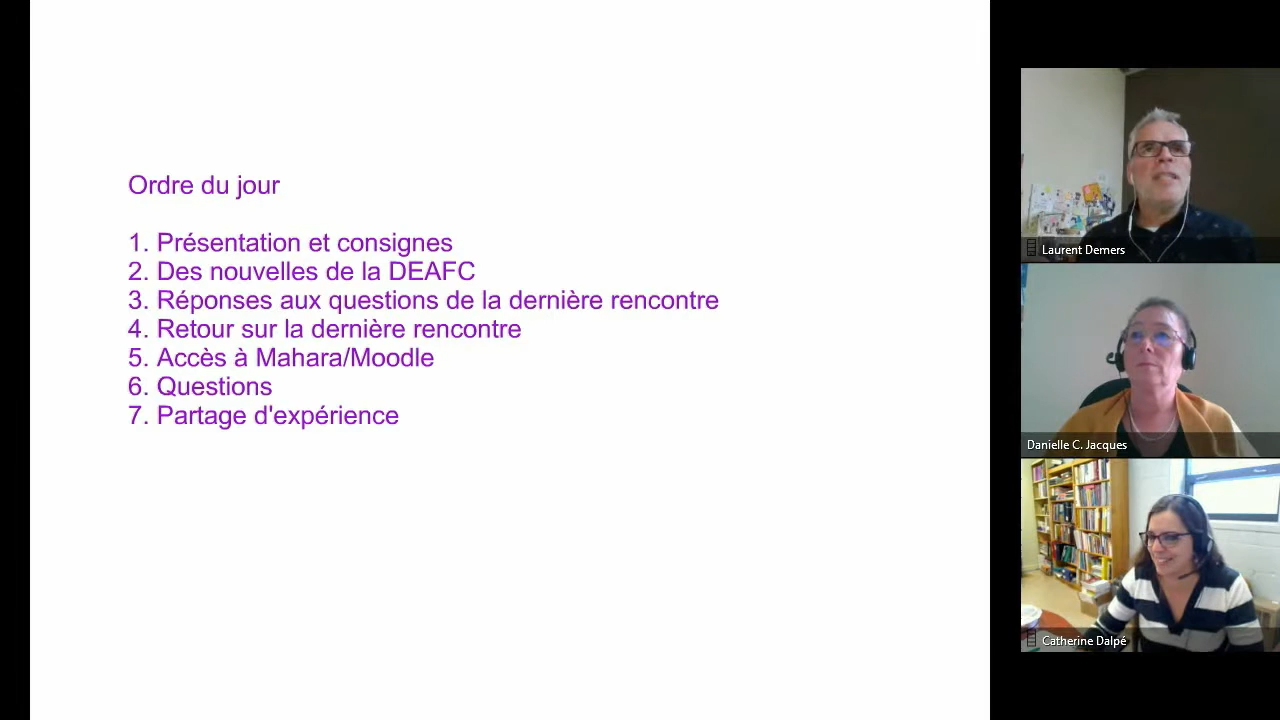 Ordre du jour
1. Présentation et consignes
2. Des nouvelles de la DEAFC
3. Réponses aux questions de la dernière rencontre
4. Retour sur la dernière rencontre
5. Accès à Mahara/Moodle
6. Questions
7. Partage d'expérience
Laurent Demers
Danielle C. Jacques
Catherine Dalpé